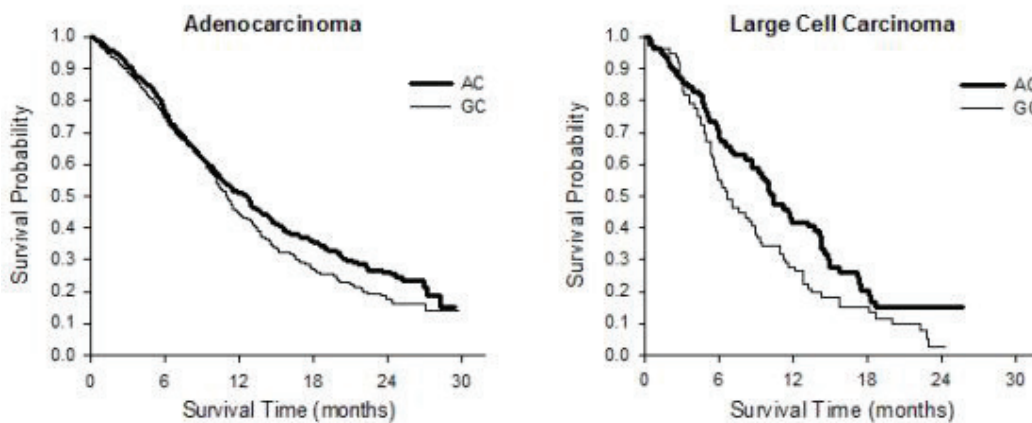 Adenocarcinoma
Survival Probability
1.0
0.9
0.8
0.7
0.6
0.5
0.4
0.3
0.2
0.1
0.0
AC
GC
0 6 12 18 24 30
Survival Time (months)
Large Cell Carcinoma
Survival Probability
1.0
0.9
0.8
0.7
0.6
0.5
0.4
0.3
0.2
0.1
0.0
AC
GC
0 6 12 18 24 30
Survival Time (months)